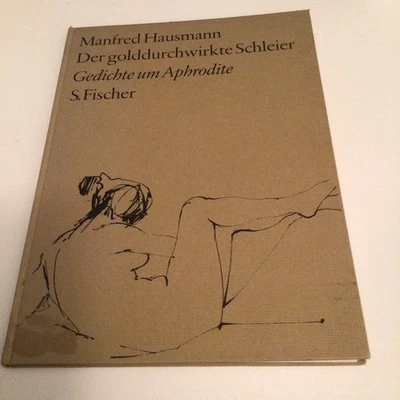 Manfred Hausmann
Der golddurchwirkte Schleier
Gedichte um Aphrodite
S. Fischer